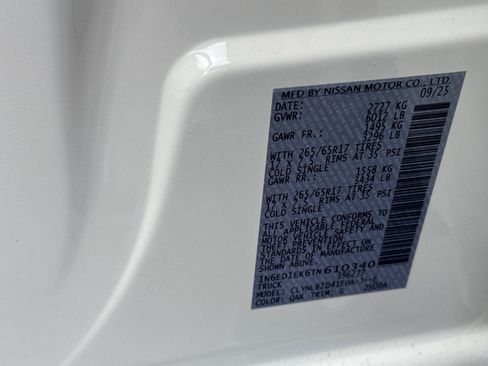 MFD BY NISSAN MOTOR CO., LTD.
DATE: 09/25
GVWR: 2727 KG
6012 LB
GAWR FR.: 1495 KG
3296 LB
WITH 265/65R17 TIRES
17 X 7.5 RIMS AT 35 PSI
COLD SINGLE
GAWR RR.: 1558 KG
3434 LB
WITH 265/65R17 TIRES
17 X 7.5 RIMS AT 35 PSI
COLD SINGLE
THIS VEHICLE CONFORMS TO
ALL APPLICABLE FEDERAL
MOTOR VEHICLE SAFETY AND
THEFT PREVENTION
STANDARDS IN EFFECT ON
THE DATE OF MANUFACTURE
SHOWN ABOVE.
1N6ED1EK6TN610340
TRUCK
MODEL:
COLOR: QAK TRIM: G